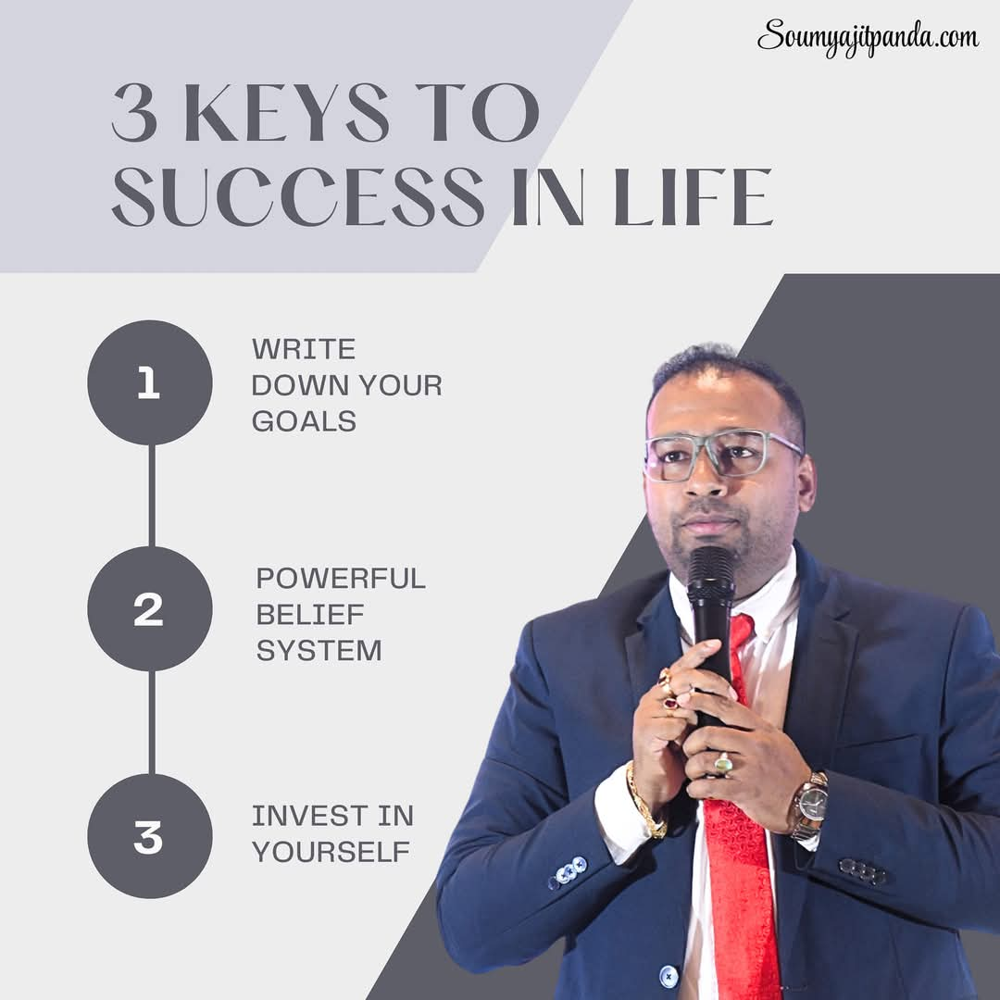 Soumyajitpanda.com
3 KEYS TO
SUCCESS IN LIFE
1
WRITE
DOWN YOUR
GOALS
2
POWERFUL
BELIEF
SYSTEM
3
INVEST IN
YOURSELF